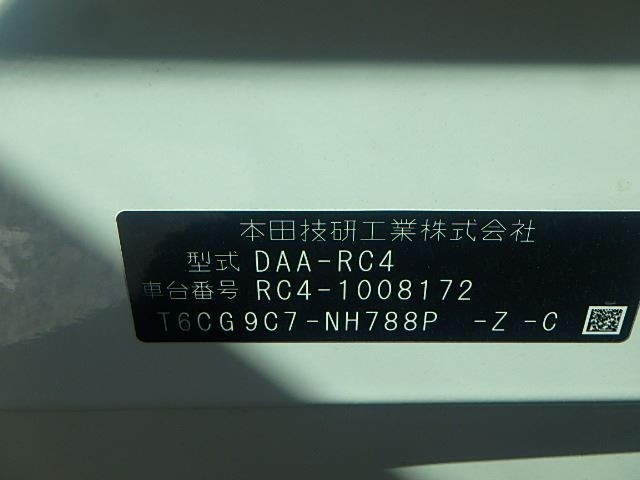 本田技研工業株式会社
型式 DAA-RC4
車台番号 RC4-1008172
T6CG9C7-NH788P -Z-C